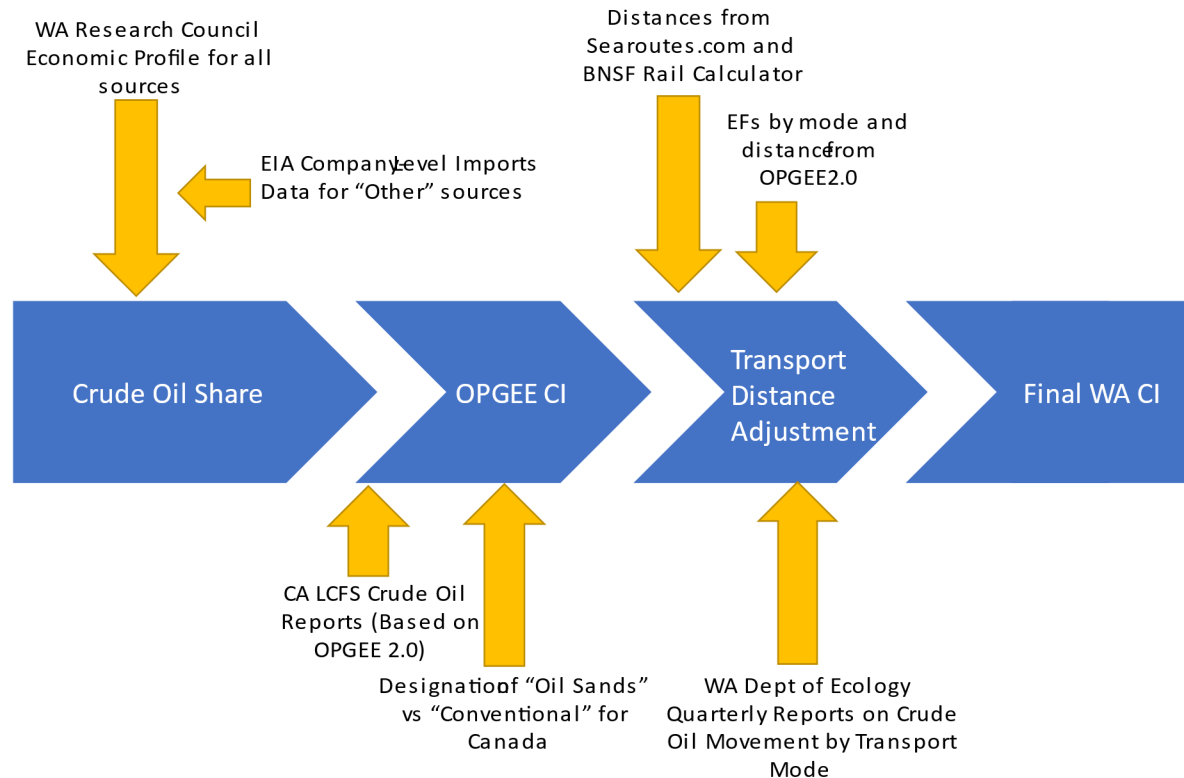 WA Research Council
Economic Profile for all
sources
EIA Company-Level Imports
Data for “Other” sources
Distances from
Searoutes.com and
BNSF Rail Calculator
EFs by mode and
distance from
OPGEE2.0
Crude Oil Share
OPGEE CI
Transport
Distance
Adjustment
Final WA CI
CA LCFS Crude Oil
Reports (Based on
OPGEE 2.0)
Designation of “Oil Sands”
vs “Conventional” for
Canada
WA Dept of Ecology
Quarterly Reports on Crude
Oil Movement by Transport
Mode